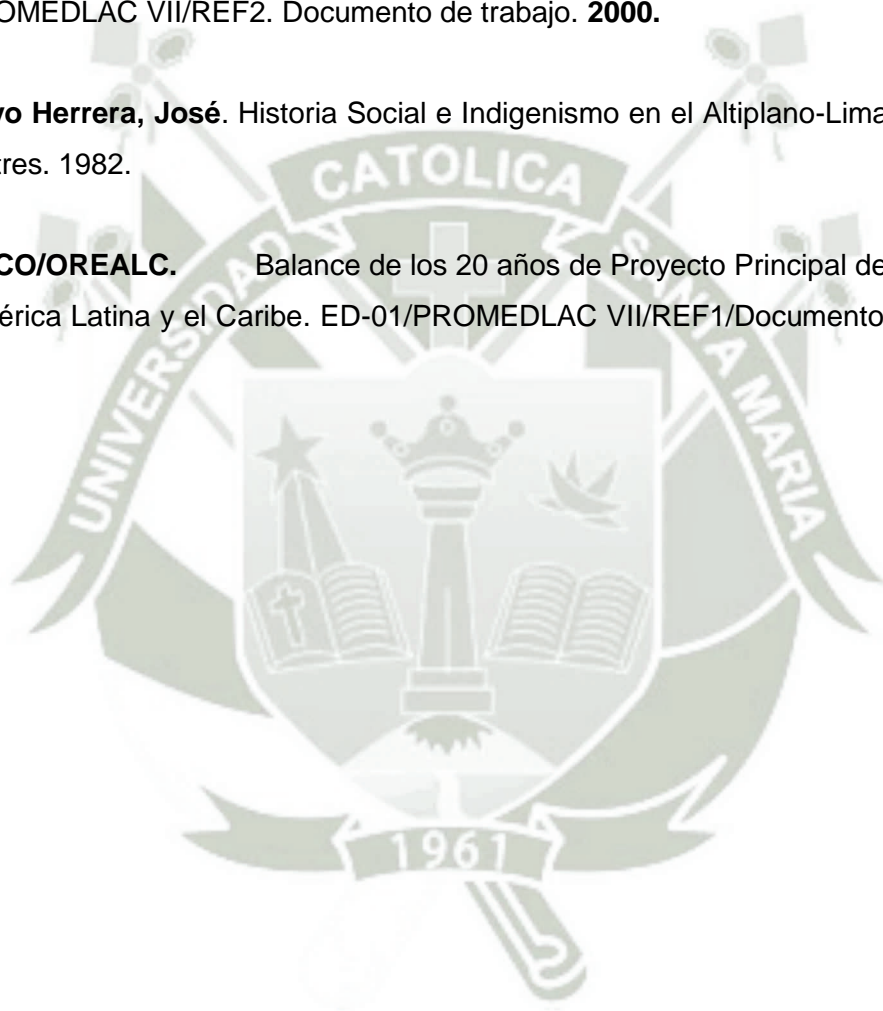 OMEDLAC VII/REF2. Documento de trabajo. 2000.
vo Herrera, José. Historia Social e Indigenismo en el Altiplano-Lima
tres. 1982.
CO/OREALC. Balance de los 20 años de Proyecto Principal de
érica Latina y el Caribe. ED-01/PROMEDLAC VII/REF1/Documento
UNIVERSIDAD CATOLICA SANTA MARIA
1961